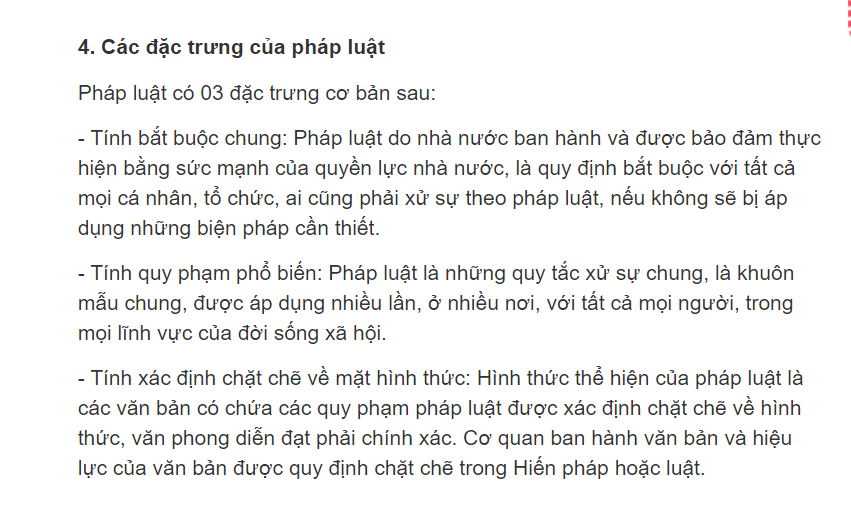 4. Các đặc trưng của pháp luật
Pháp luật có 03 đặc trưng cơ bản sau:
- Tính bắt buộc chung: Pháp luật do nhà nước ban hành và được bảo đảm thực
hiện bằng sức mạnh của quyền lực nhà nước, là quy định bắt buộc với tất cả
mọi cá nhân, tổ chức, ai cũng phải xử sự theo pháp luật, nếu không sẽ bị áp
dụng những biện pháp cần thiết.
- Tính quy phạm phổ biến: Pháp luật là những quy tắc xử sự chung, là khuôn
mẫu chung, được áp dụng nhiều lần, ở nhiều nơi, với tất cả mọi người, trong
mọi lĩnh vực của đời sống xã hội.
- Tính xác định chặt chẽ về mặt hình thức: Hình thức thể hiện của pháp luật là
các văn bản có chứa các quy phạm pháp luật được xác định chặt chẽ về hình
thức, văn phong diễn đạt phải chính xác. Cơ quan ban hành văn bản và hiệu
lực của văn bản được quy định chặt chẽ trong Hiến pháp hoặc luật.